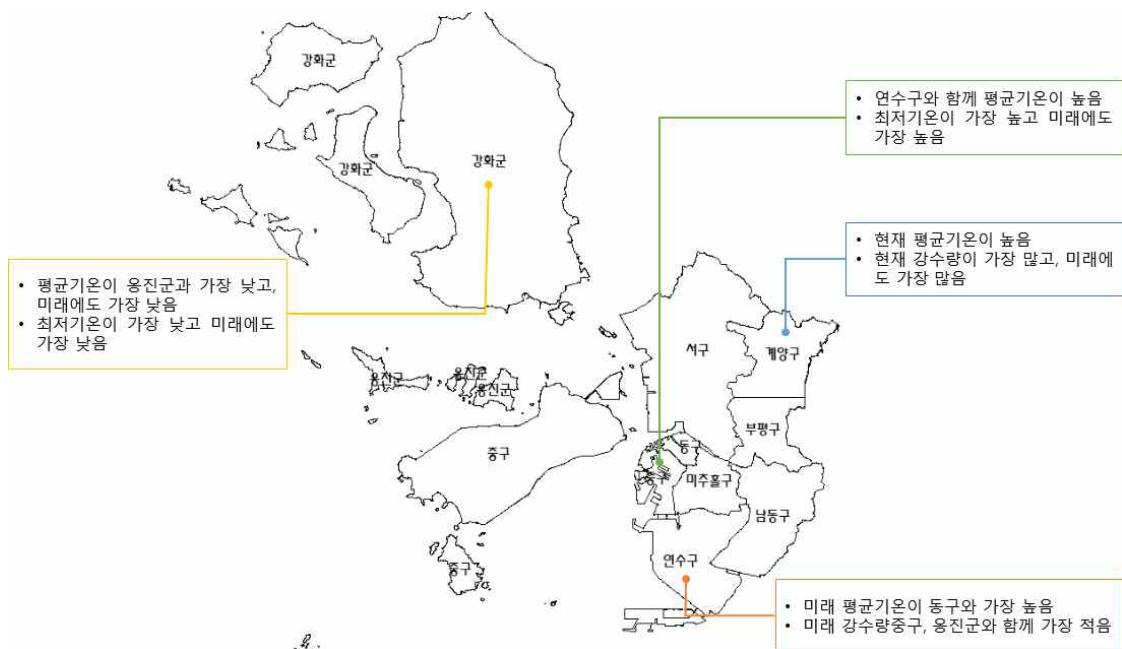 강화군
강화군
강화군
• 연수구와 함께 평균기온이 높음
• 최저기온이 가장 높고 미래에도
가장 높음
• 현재 평균기온이 높음
• 현재 강수량이 가장 많고, 미래에
도 가장 많음
• 평균기온이 옹진군과 가장 낮고,
미래에도 가장 낮음
• 최저기온이 가장 낮고 미래에도
가장 낮음
서구
계양구
옹진군
옹진군
옹진군
부평구
중구
동구
중구
미추홀구
남동구
연수구
중구
• 미래 평균기온이 동구와 가장 높음
• 미래 강수량중구, 옹진군와 함께 가장 적음